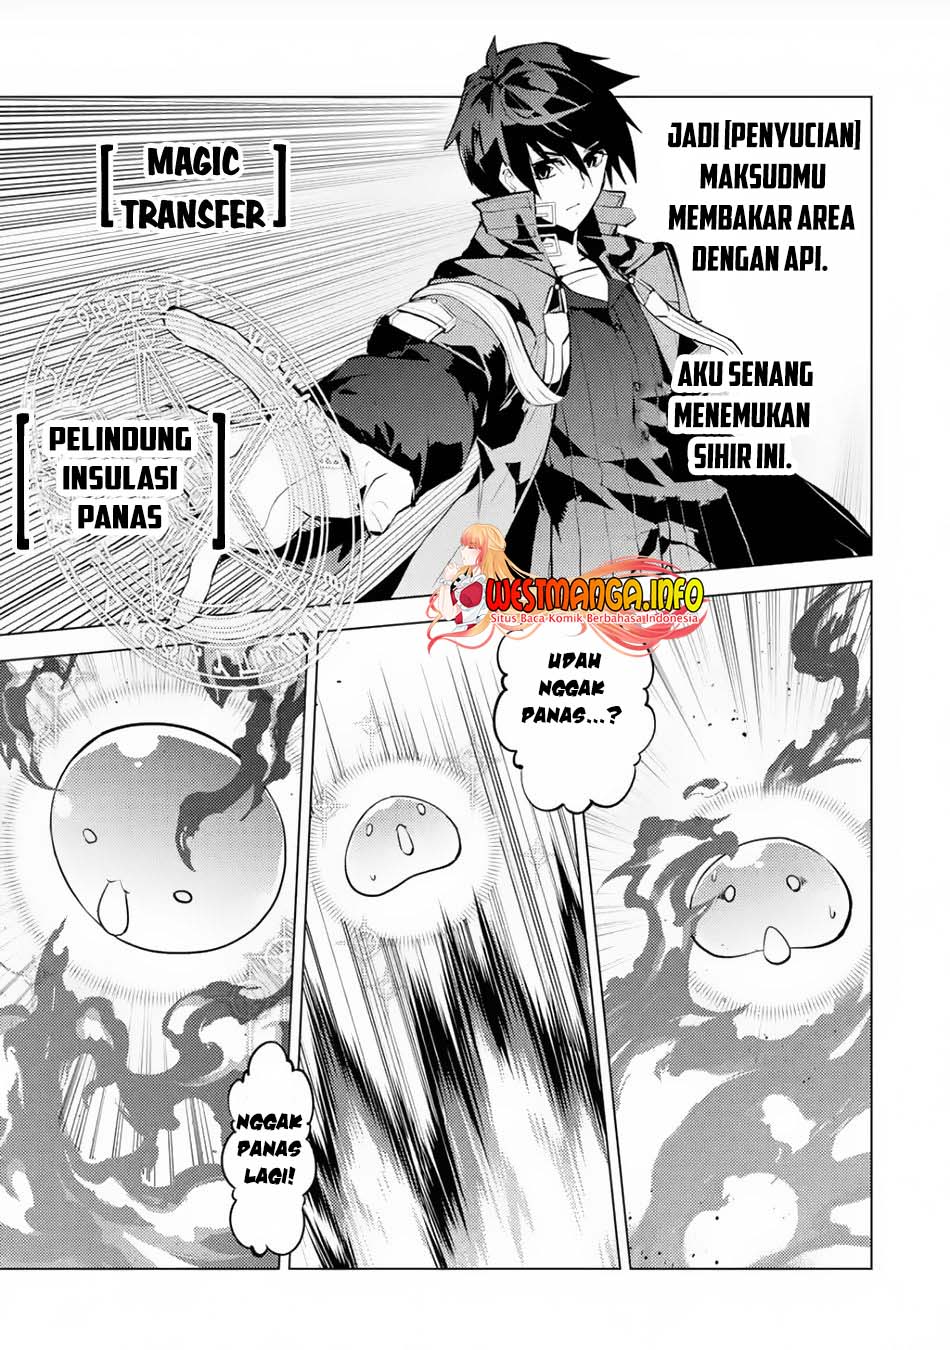 JADI [PENYUCIAN]
MAKSUDMU
MEMBAKAR AREA
DENGAN API.
AKU SENANG
MENEMUKAN
SIHIR INI.
[MAGIC
TRANSFER]
[PELINDUNG
INSULASI
PANAS]
WESTMANGA.INFO
Situs Baca Komik Berbahasa Indonesia
UDAH
NGGAK
PANAS...?
NGGAK
PANAS
LAGI!